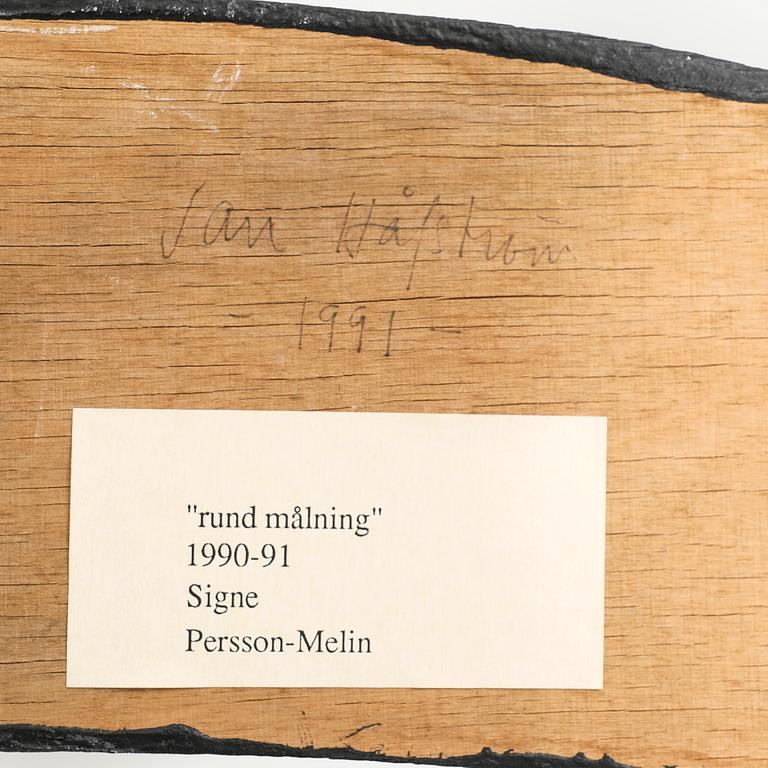 Jan Håfström
- 1991 -
"rund målning"
1990-91
Signe
Persson-Melin